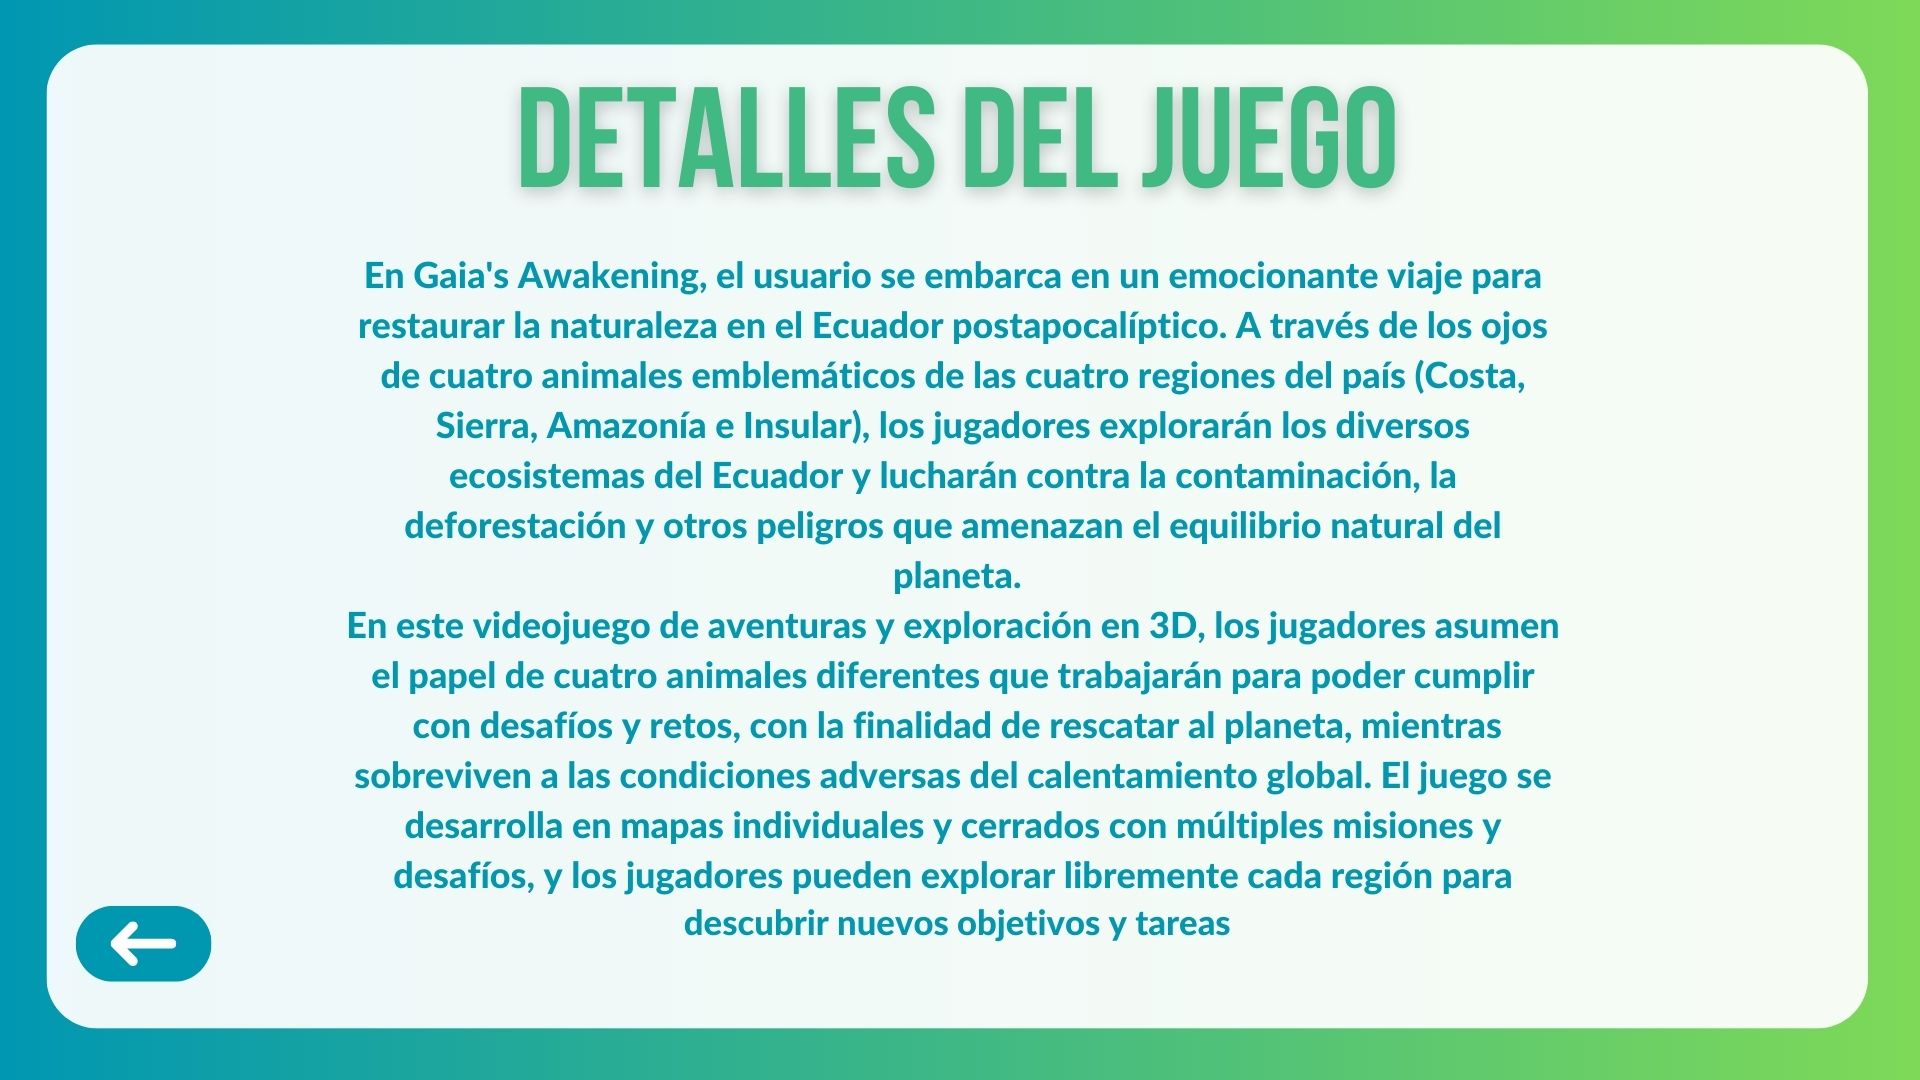 DETALLES DEL JUEGO
En Gaia's Awakening, el usuario se embarca en un emocionante viaje para
restaurar la naturaleza en el Ecuador postapocalíptico. A través de los ojos
de cuatro animales emblemáticos de las cuatro regiones del país (Costa,
Sierra, Amazonía e Insular), los jugadores explorarán los diversos
ecosistemas del Ecuador y lucharán contra la contaminación, la
deforestación y otros peligros que amenazan el equilibrio natural del
planeta.
En este videojuego de aventuras y exploración en 3D, los jugadores asumen
el papel de cuatro animales diferentes que trabajarán para poder cumplir
con desafíos y retos, con la finalidad de rescatar al planeta, mientras
sobreviven a las condiciones adversas del calentamiento global. El juego se
desarrolla en mapas individuales y cerrados con múltiples misiones y
desafíos, y los jugadores pueden explorar libremente cada región para
descubrir nuevos objetivos y tareas